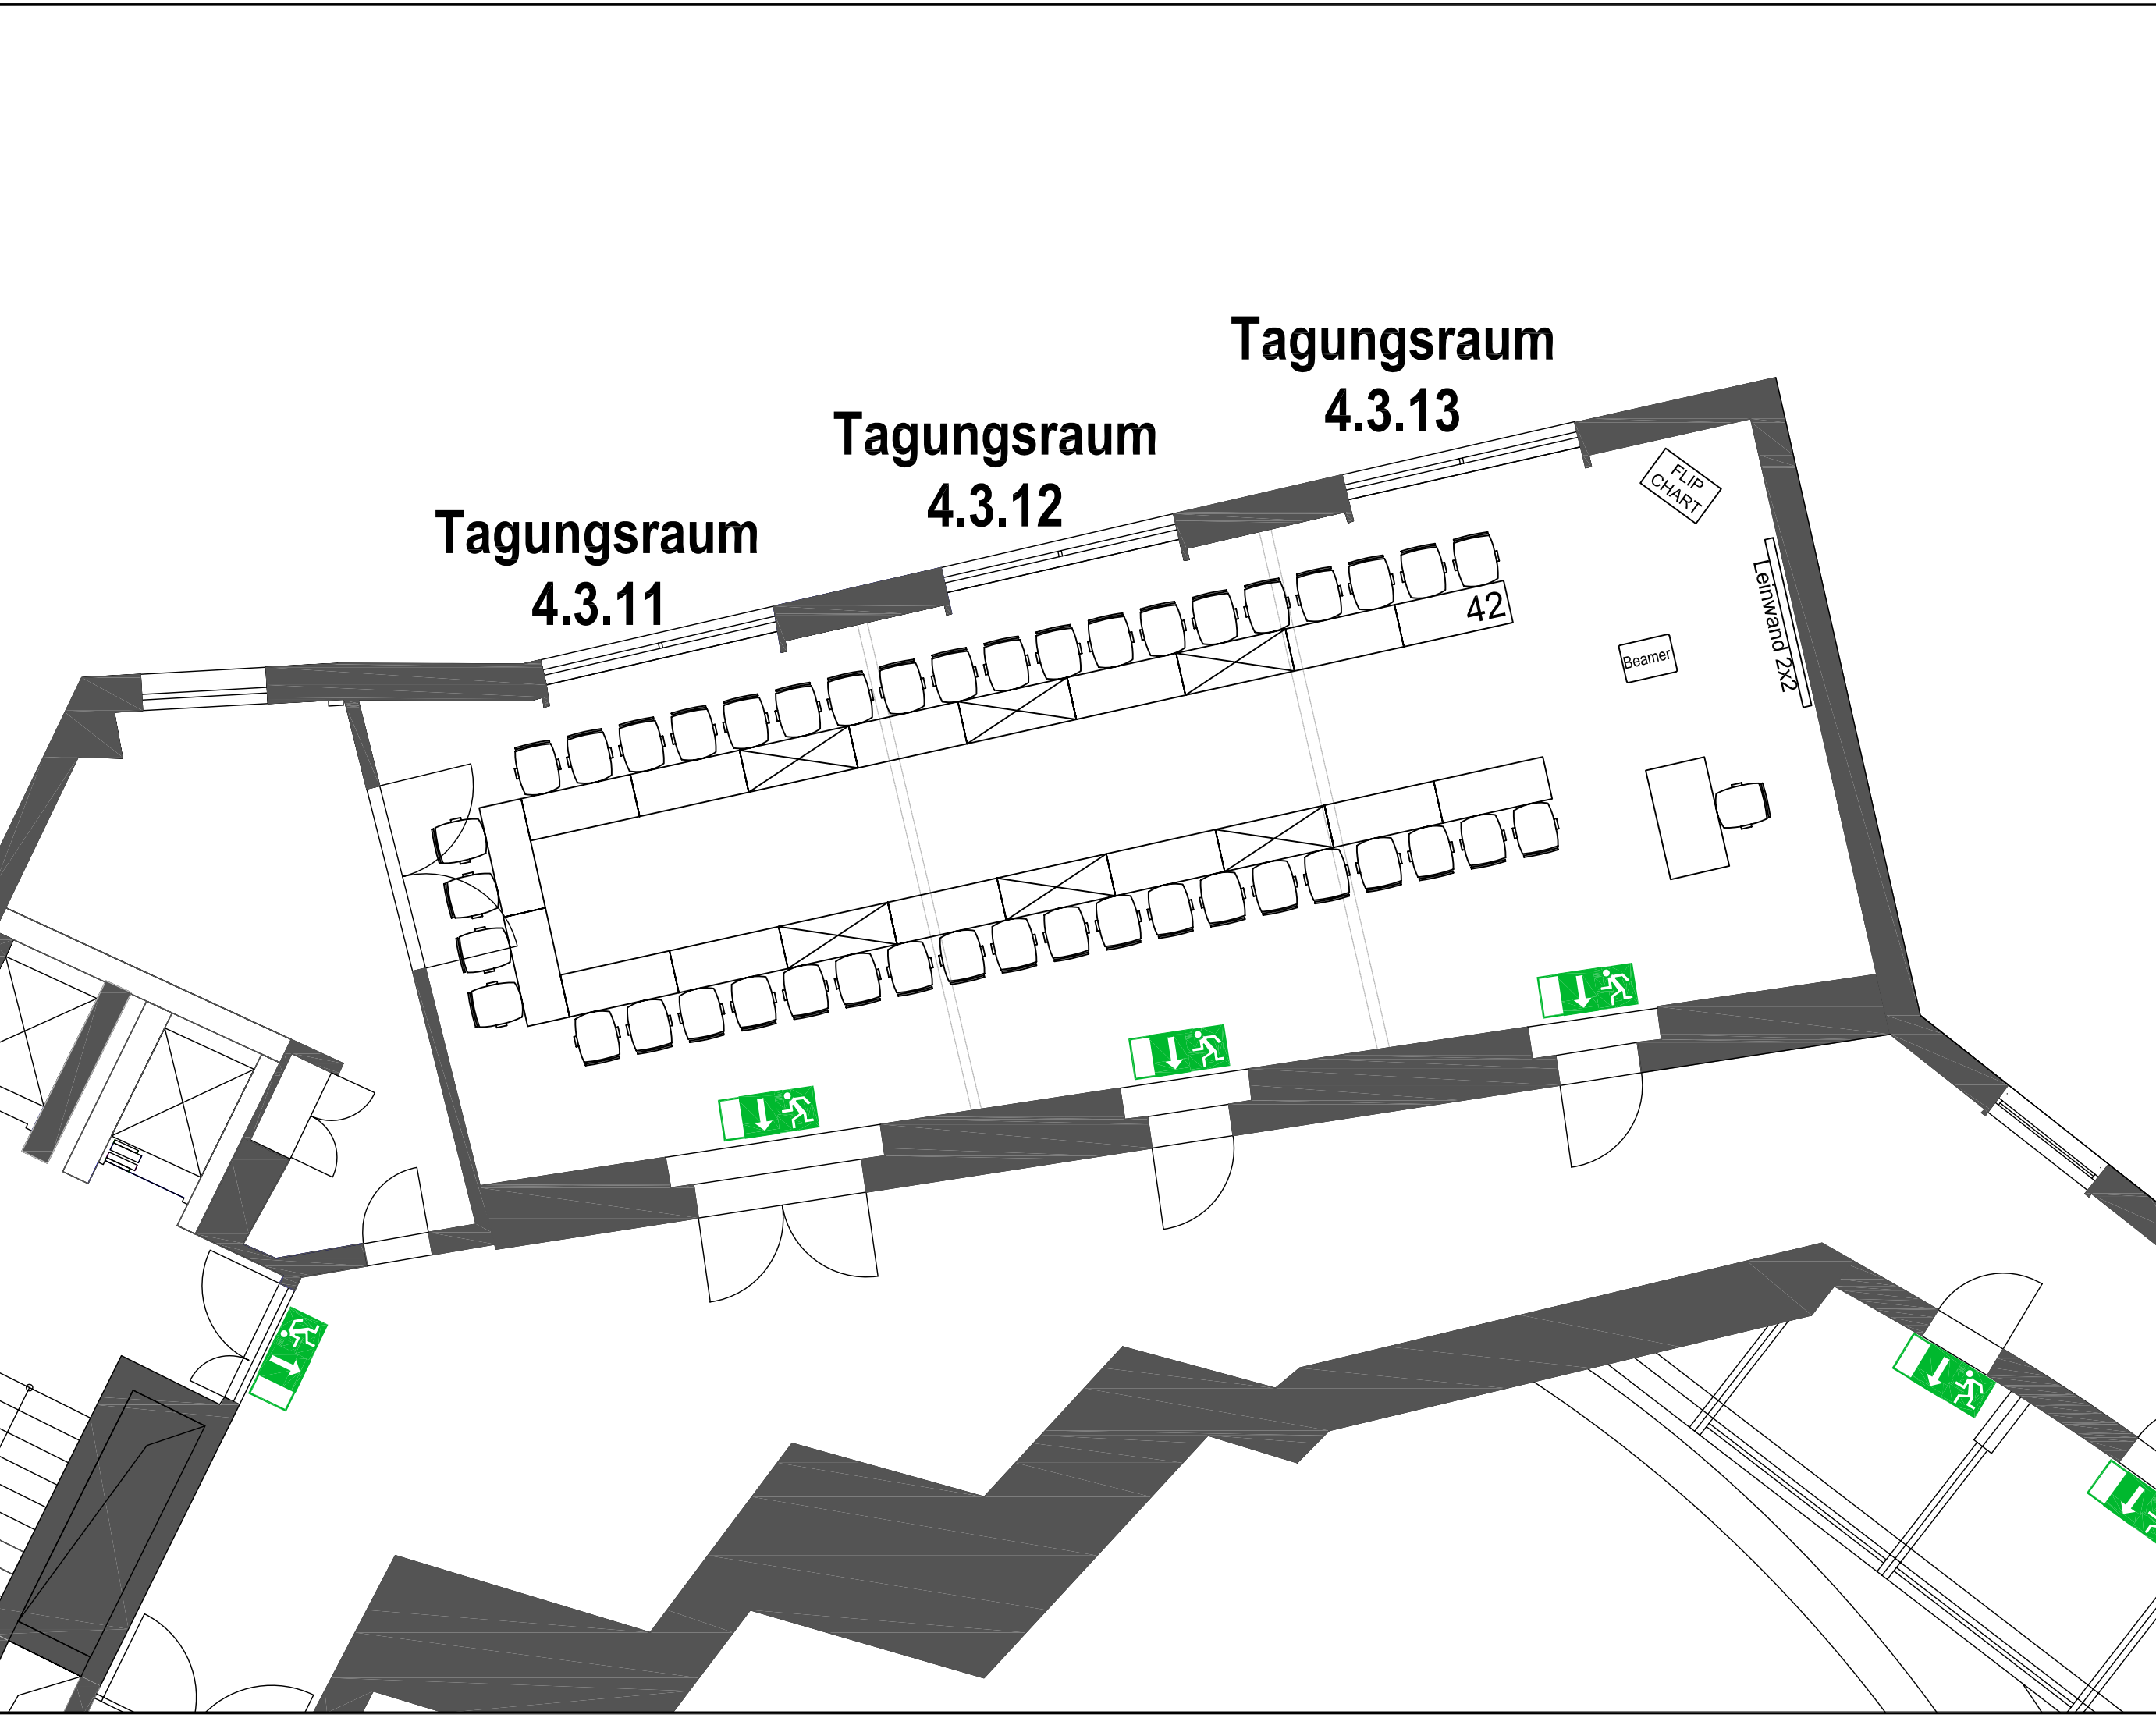 Tagungsraum
4.3.13
Tagungsraum
4.3.12
Tagungsraum
4.3.11
FLIP
CHART
Leinwand 2x2
42
Beamer